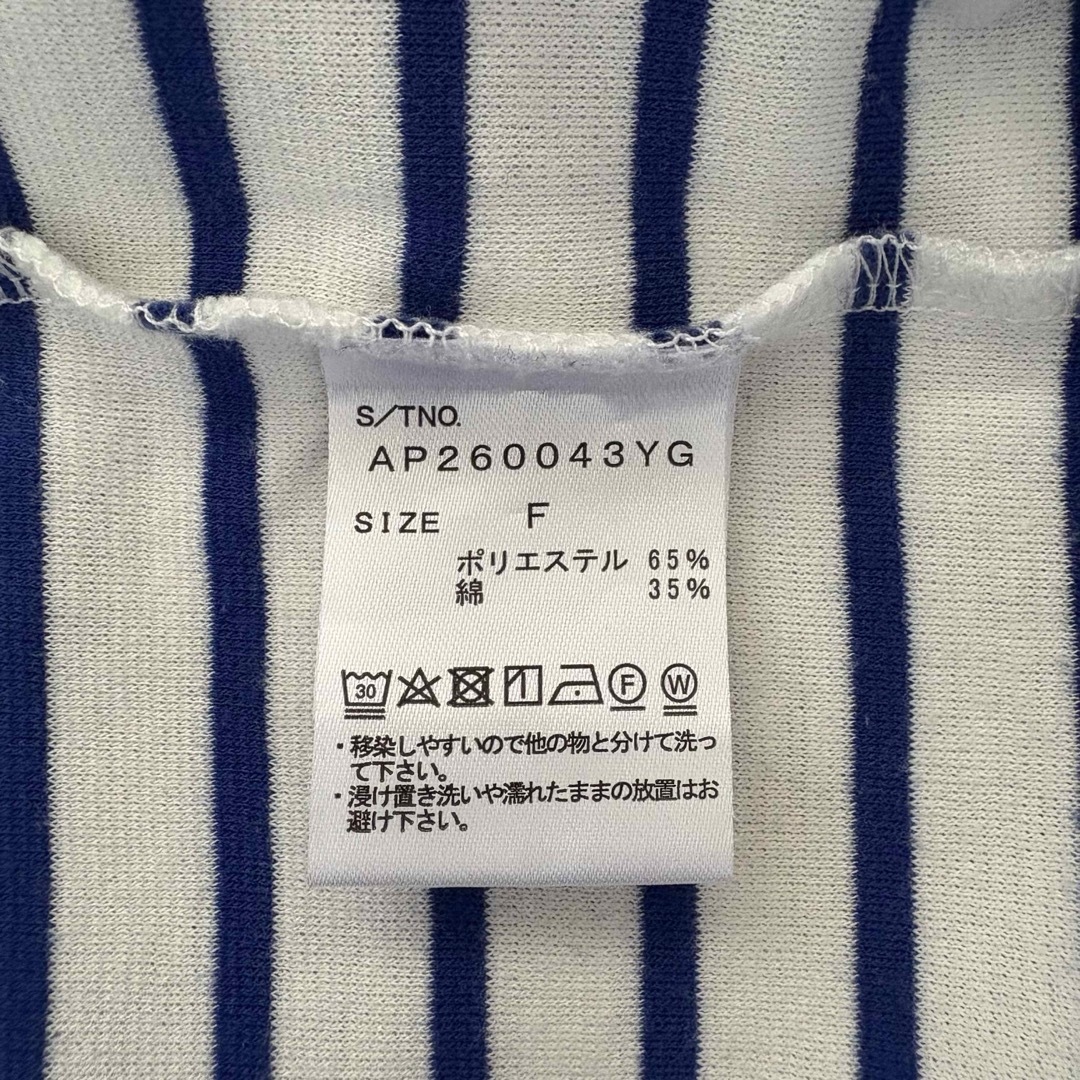 S/TNO.
AP260043YG
SIZE F
ポリエステル 65%
綿 35%
30 F W
・移染しやすいので他の物と分けて洗っ
て下さい。
・浸け置き洗いや濡れたままの放置はお
避け下さい。